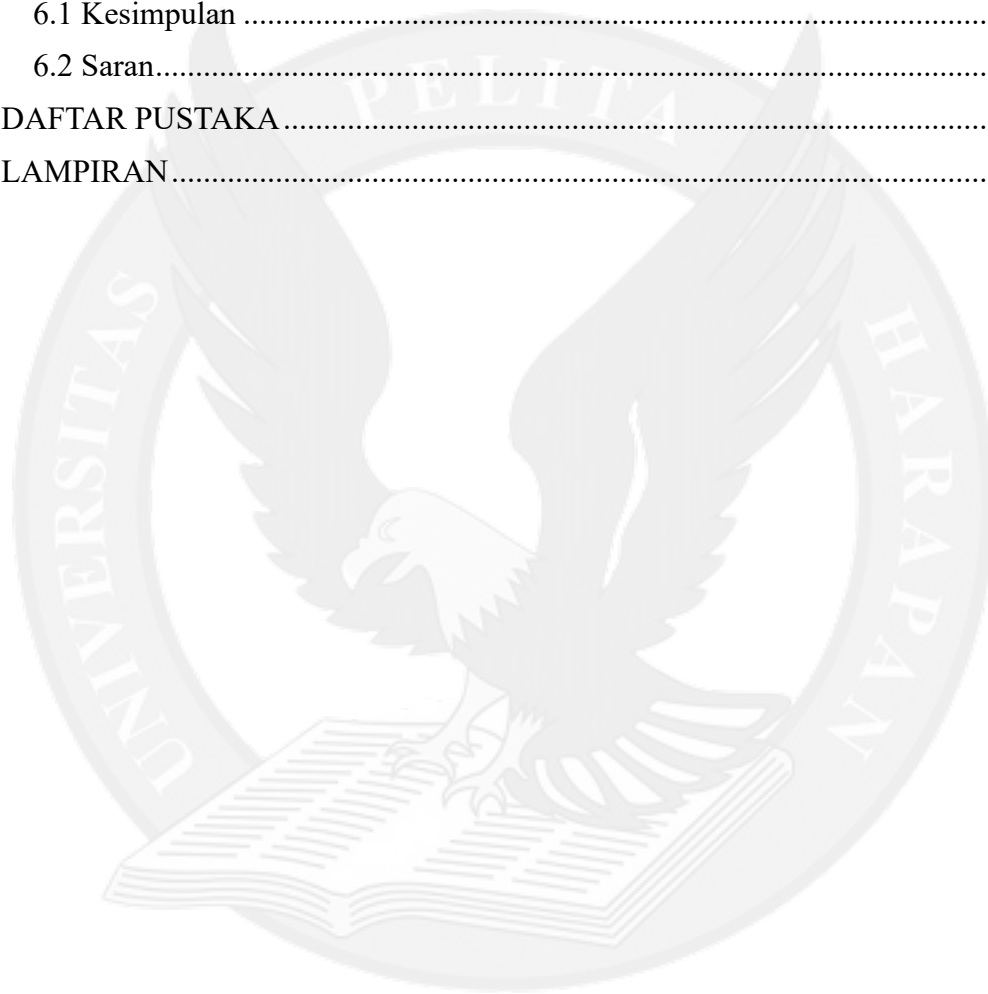 6.1 Kesimpulan ................................................................................................
6.2 Saran...........................................................................................................
DAFTAR PUSTAKA...........................................................................................
LAMPIRAN.........................................................................................................
UNIVERSITAS PELITA HARAPAN